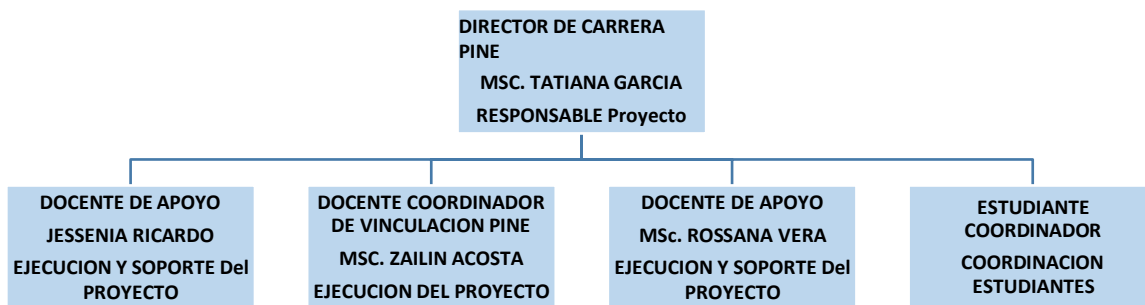 DIRECTOR DE CARRERA
PINE
MSC. TATIANA GARCIA
RESPONSABLE Proyecto
DOCENTE DE APOYO
JESSENIA RICARDO
EJECUCION Y SOPORTE Del
PROYECTO
DOCENTE COORDINADOR
DE VINCULACION PINE
MSC. ZAILIN ACOSTA
EJECUCION DEL PROYECTO
DOCENTE DE APOYO
MSc. ROSSANA VERA
EJECUCION Y SOPORTE Del
PROYECTO
ESTUDIANTE
COORDINADOR
COORDINACION
ESTUDIANTES